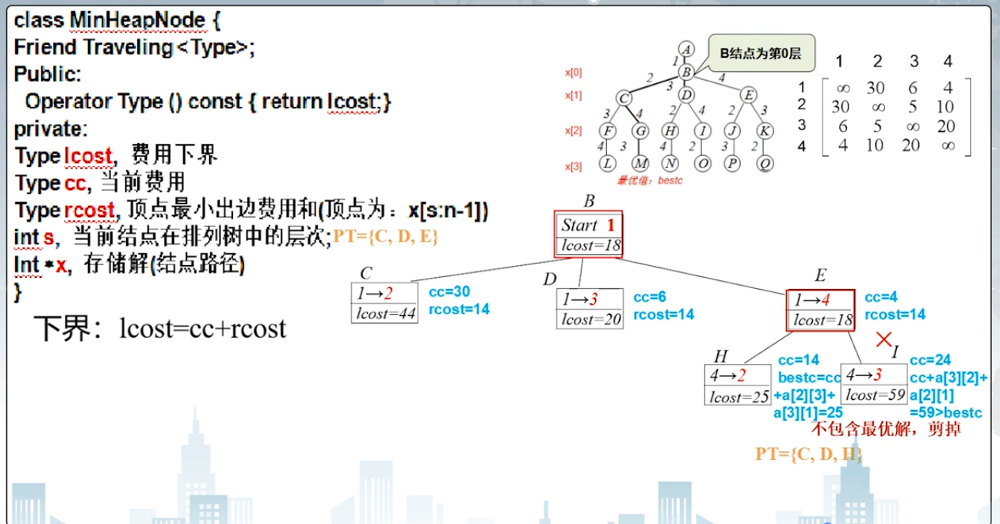 class MinHeapNode {
Friend Traveling<Type>;
Public:
Operator Type () const { return lcost;}
private:
Type lcost, 费用下界
Type cc, 当前费用
Type rcost, 顶点最小出边费用和(顶点为：x[s:n-1])
int s, 当前结点在排列树中的层次;PT={C, D, E}
Int *x, 存储解(结点路径)
}
下界：lcost=cc+rcost
A
1
B结点为第0层
x[0]
B
2 3 4
x[1]
C D E
3 4 2 4 2 3
x[2]
F G H I J K
4 3 4 2 3 2
x[3]
L M N O P Q
最优值：bestc
1 2 3 4
1 ∞ 30 6 4
2 30 ∞ 5 10
3 6 5 ∞ 20
4 4 10 20 ∞
B
Start 1
lcost=18
C
1→2
lcost=44
cc=30
rcost=14
D
1→3
lcost=20
cc=6
rcost=14
E
1→4
lcost=18
cc=4
rcost=14
H
4→2
lcost=25
cc=14
bestc=cc
+a[2][3]+
a[3][1]=25
I
4→3
lcost=59
cc=24
cc+a[3][2]+
a[2][1]
=59>bestc
不包含最优解，剪掉
PT={C, D, H}